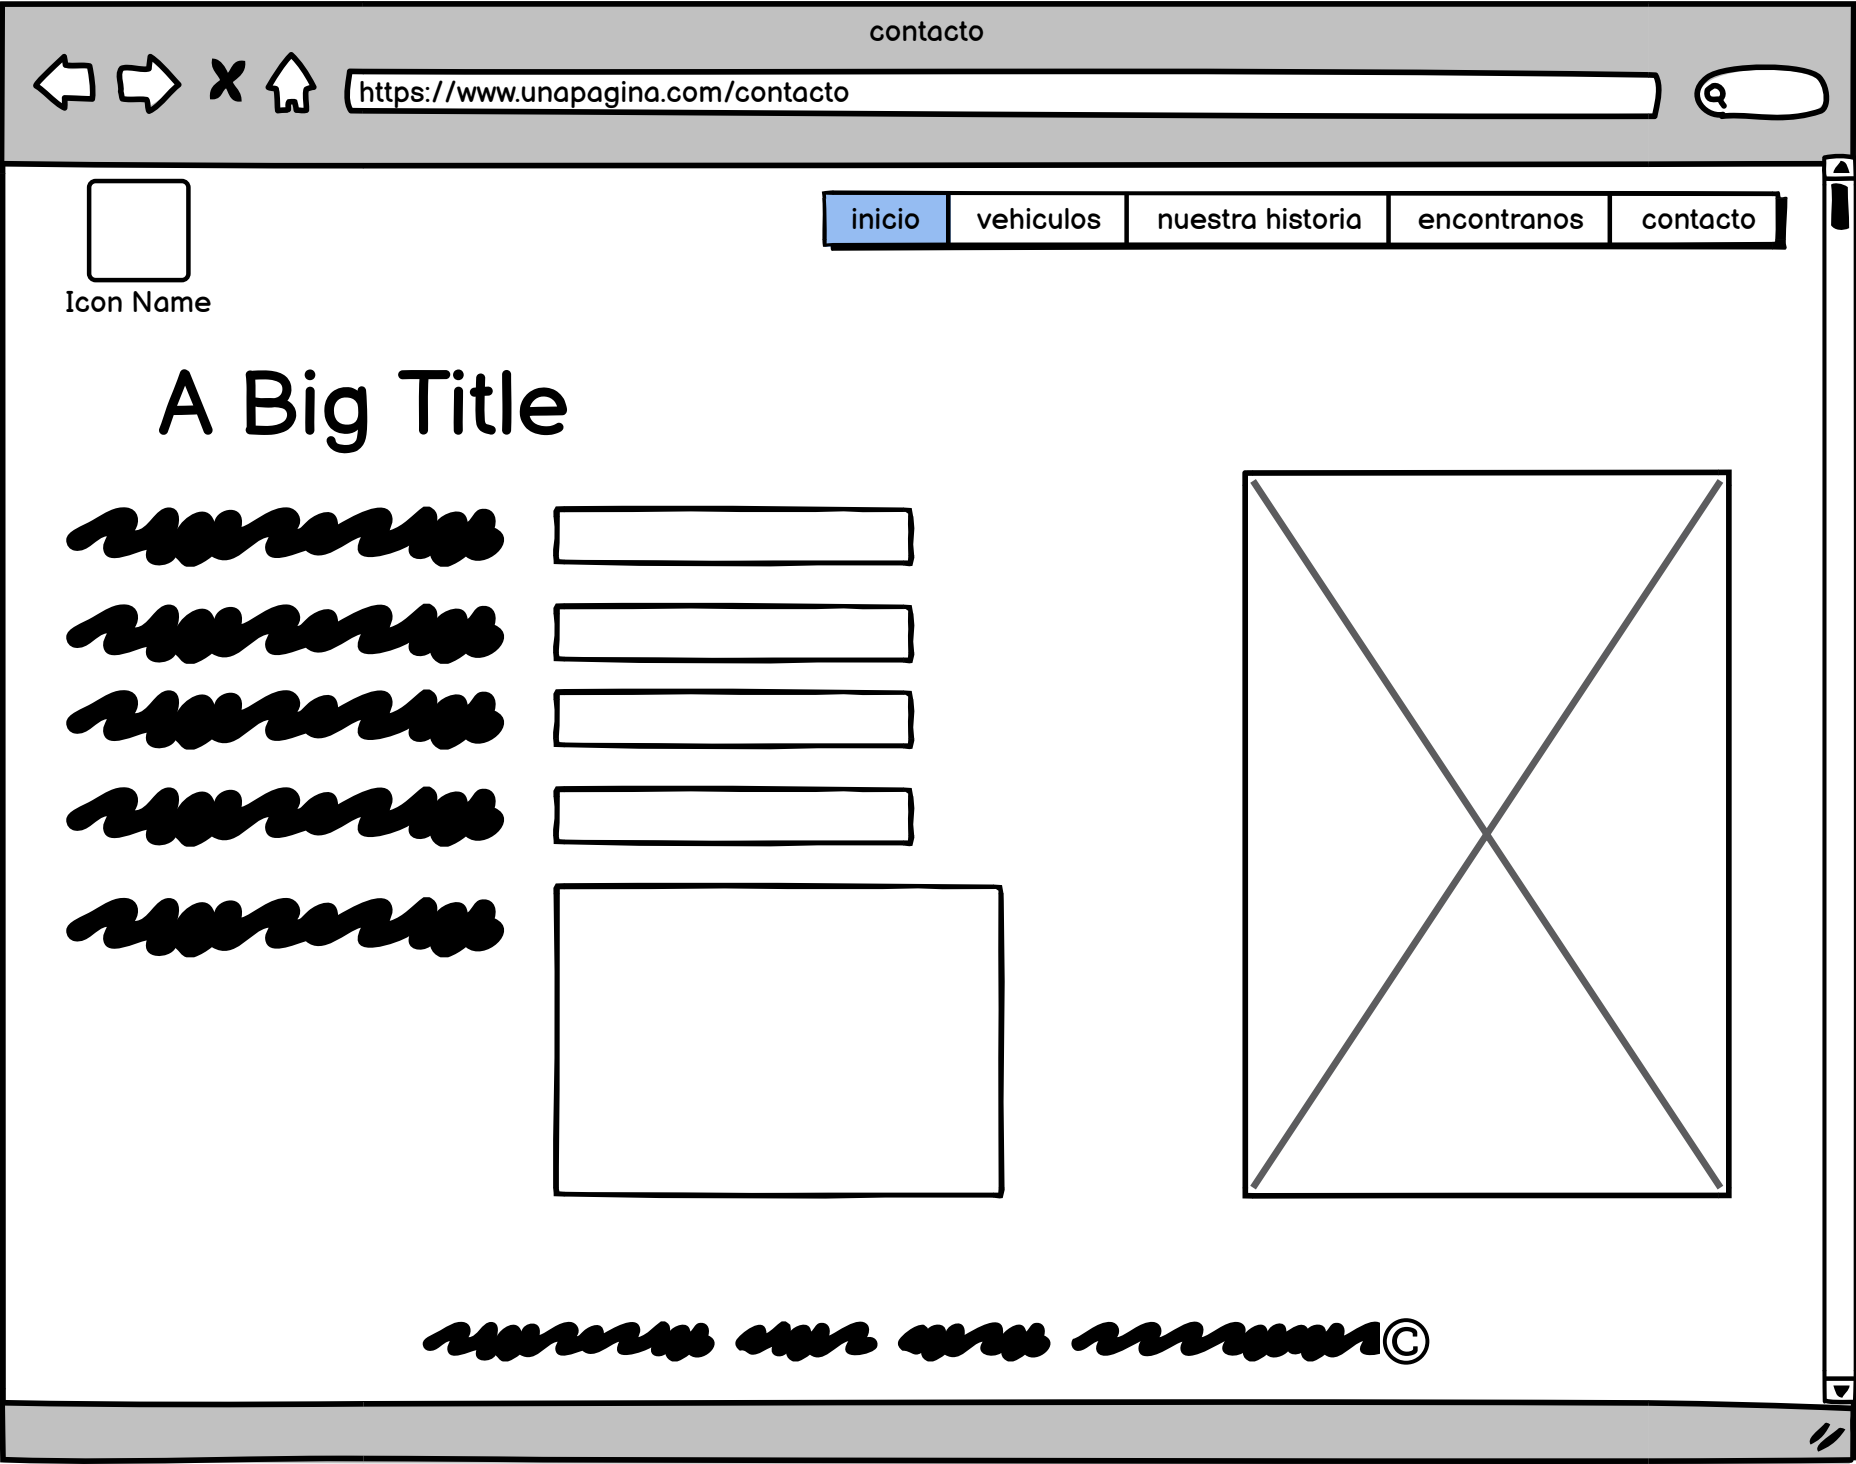 contacto
https://www.unapagina.com/contacto
inicio vehiculos nuestra historia encontranos contacto
Icon Name
A Big Title
©